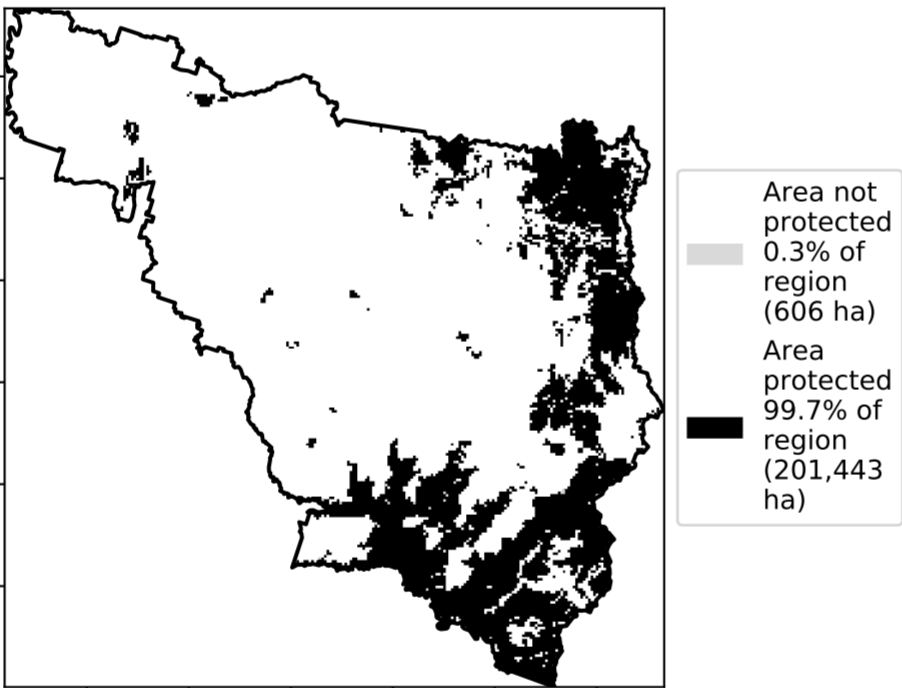 Area not
protected
0.3% of
region
(606 ha)
Area
protected
99.7% of
region
(201,443
ha)